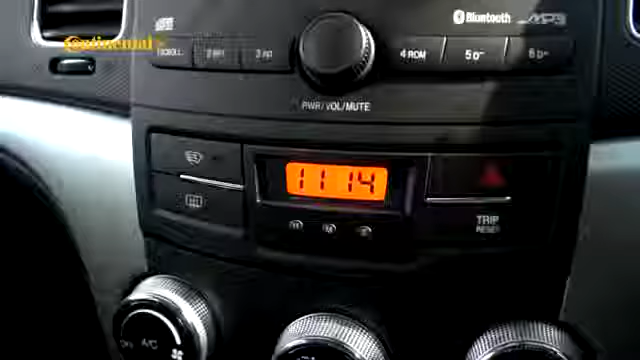 Continental
Bluetooth MP3
SCROLL 4 RDM 5 D 6 D
PWR/VOL/MUTE
11 14
H M S
TRIP
RESET
A/C